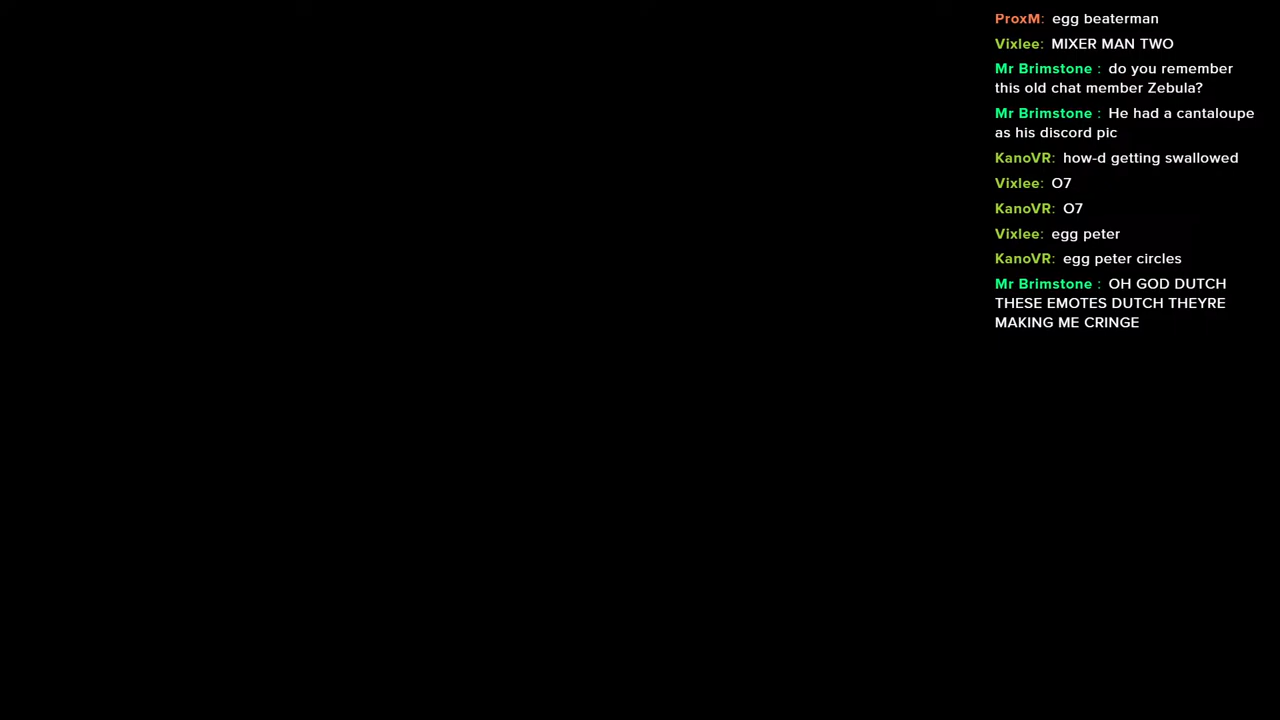 ProxM: egg beaterman
Vixlee: MIXER MAN TWO
Mr Brimstone : do you remember
this old chat member Zebula?
Mr Brimstone : He had a cantaloupe
as his discord pic
KanoVR: how-d getting swallowed
Vixlee: O7
KanoVR: O7
Vixlee: egg peter
KanoVR: egg peter circles
Mr Brimstone : OH GOD DUTCH
THESE EMOTES DUTCH THEYRE
MAKING ME CRINGE